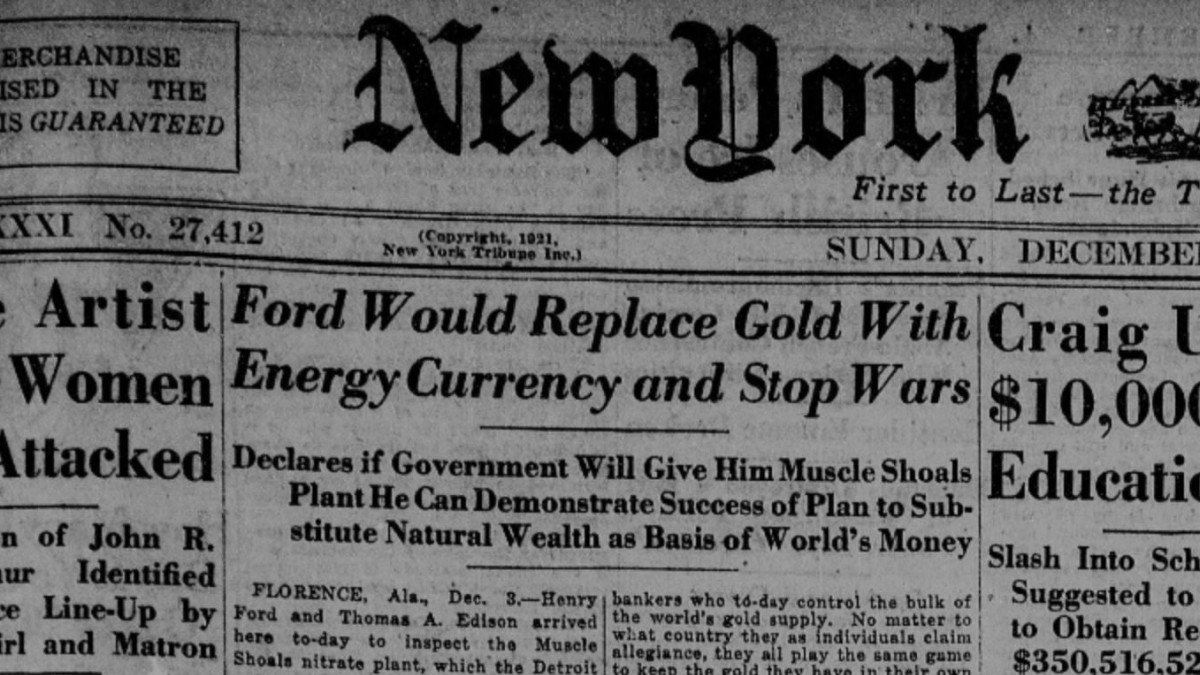 ERCHANDISE
ISED IN THE
IS GUARANTEED
New York
First to Last—the T
XXXI No. 27,412
(Copyright, 1921,
New York Tribune Inc.)
SUNDAY, DECEMBER
e Artist
Women
Attacked
n of John R.
ur Identified
ce Line-Up by
irl and Matron
Ford Would Replace Gold With
Energy Currency and Stop Wars
Declares if Government Will Give Him Muscle Shoals
Plant He Can Demonstrate Success of Plan to Sub-
stitute Natural Wealth as Basis of World's Money
FLORENCE, Ala., Dec. 3.—Henry
Ford and Thomas A. Edison arrived
here to-day to inspect the Muscle
Shoals nitrate plant, which the Detroit
bankers who to-day control the bulk of
the world's gold supply. No matter to
what country they as individuals claim
allegiance, they all play the same game
to keep the gold they have in their own
Craig U
$10,000
Educatio
Slash Into Sch
Suggested to
to Obtain Re
$350,516,52